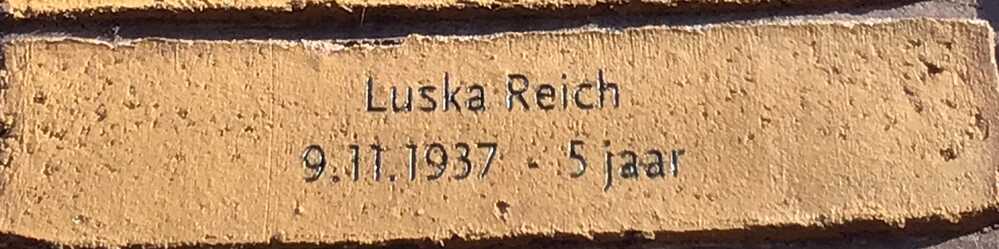 Luska Reich
9.11.1937 - 5 jaar